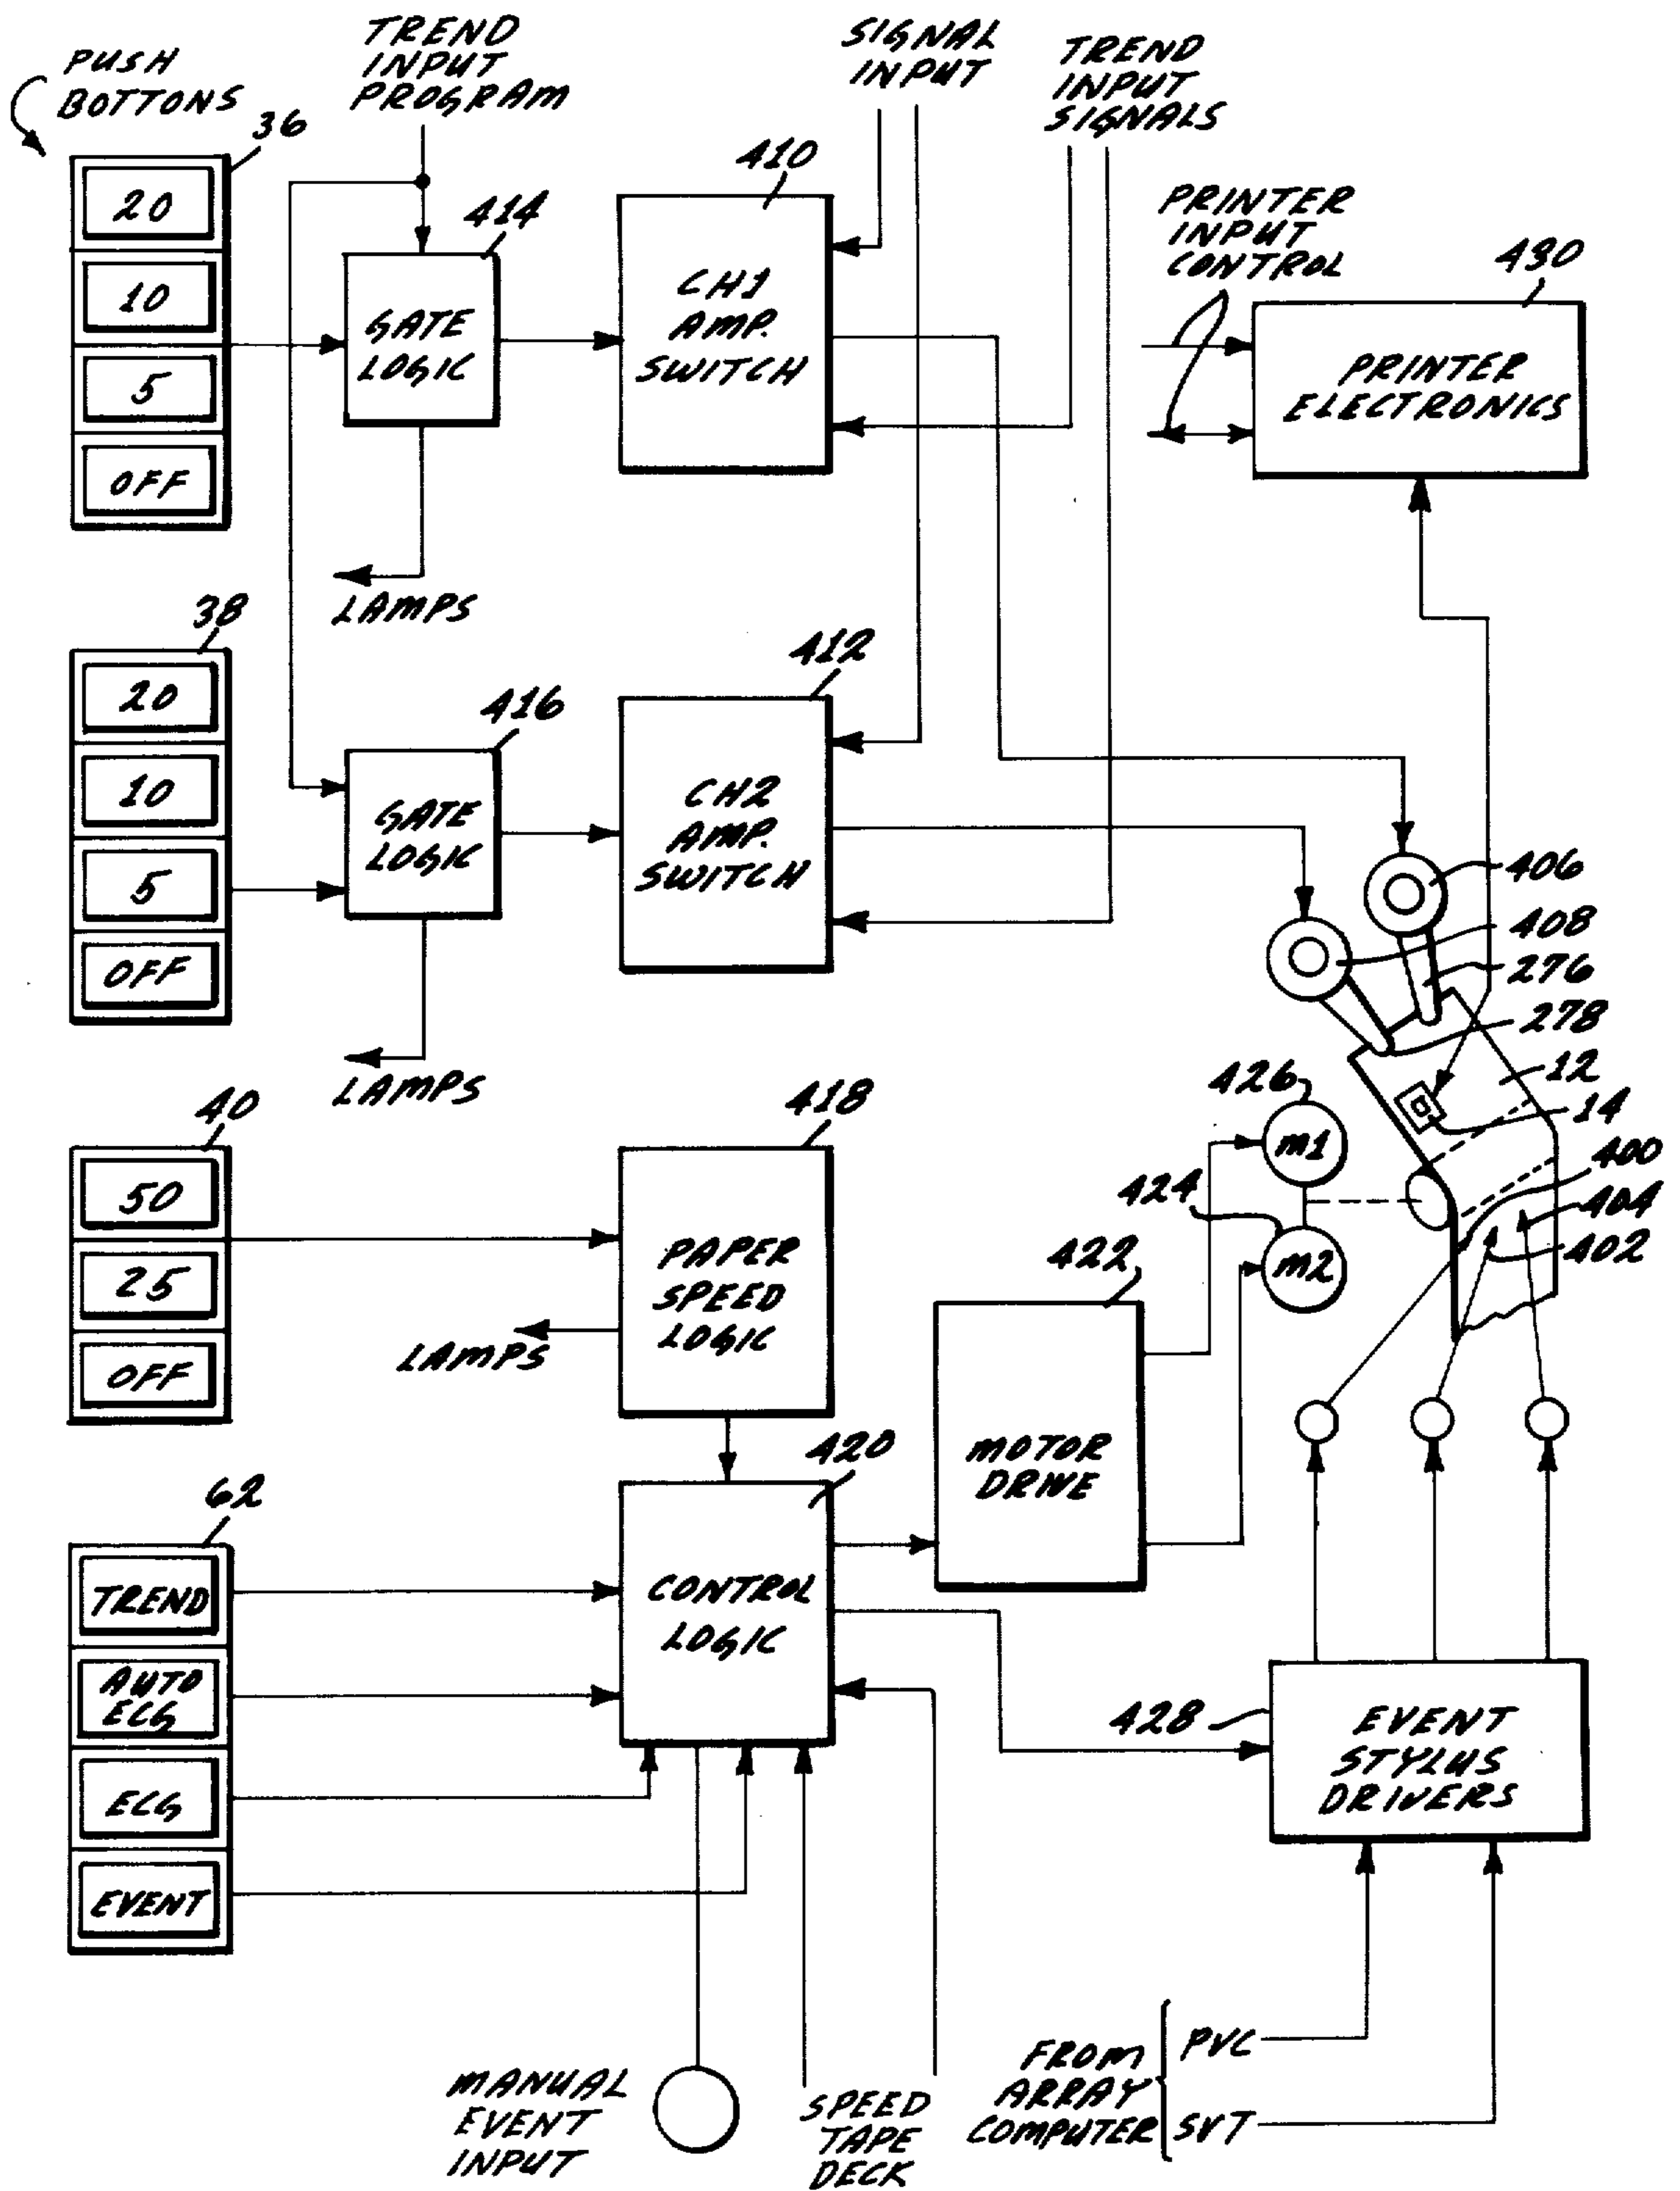 PUSH
BOTTONS
TREND
INPUT
PROGRAM
SIGNAL
INPUT
TREND
INPUT
SIGNALS
36
20
10
5
OFF
414
GATE
LOGIC
LAMPS
410
CH1
AMP.
SWITCH
PRINTER
INPUT
CONTROL
430
PRINTER
ELECTRONICS
38
20
10
5
OFF
416
GATE
LOGIC
LAMPS
412
CH2
AMP.
SWITCH
406
408
276
278
12
14
400
404
402
426
m1
424
m2
40
50
25
OFF
418
PAPER
SPEED
LOGIC
LAMPS
422
MOTOR
DRIVE
62
TREND
AUTO
ECG
ECG
EVENT
420
CONTROL
LOGIC
428
EVENT
STYLUS
DRIVERS
MANUAL
EVENT
INPUT
SPEED
TAPE
DECK
FROM
ARRAY
COMPUTER
PVC
SVT